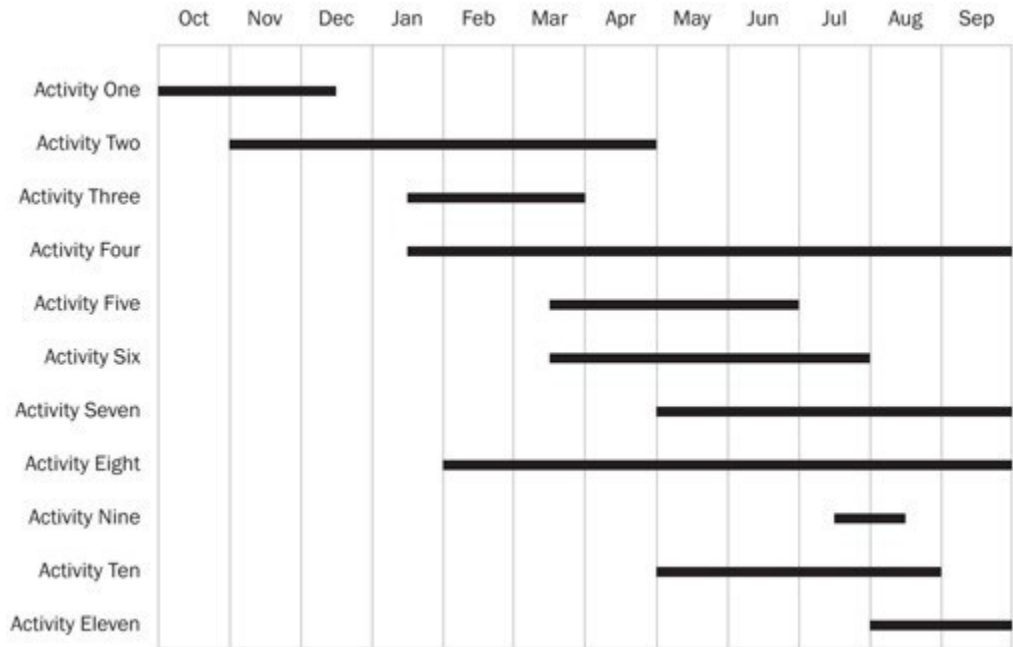 Oct Nov Dec Jan Feb Mar Apr May Jun Jul Aug Sep
Activity One
Activity Two
Activity Three
Activity Four
Activity Five
Activity Six
Activity Seven
Activity Eight
Activity Nine
Activity Ten
Activity Eleven